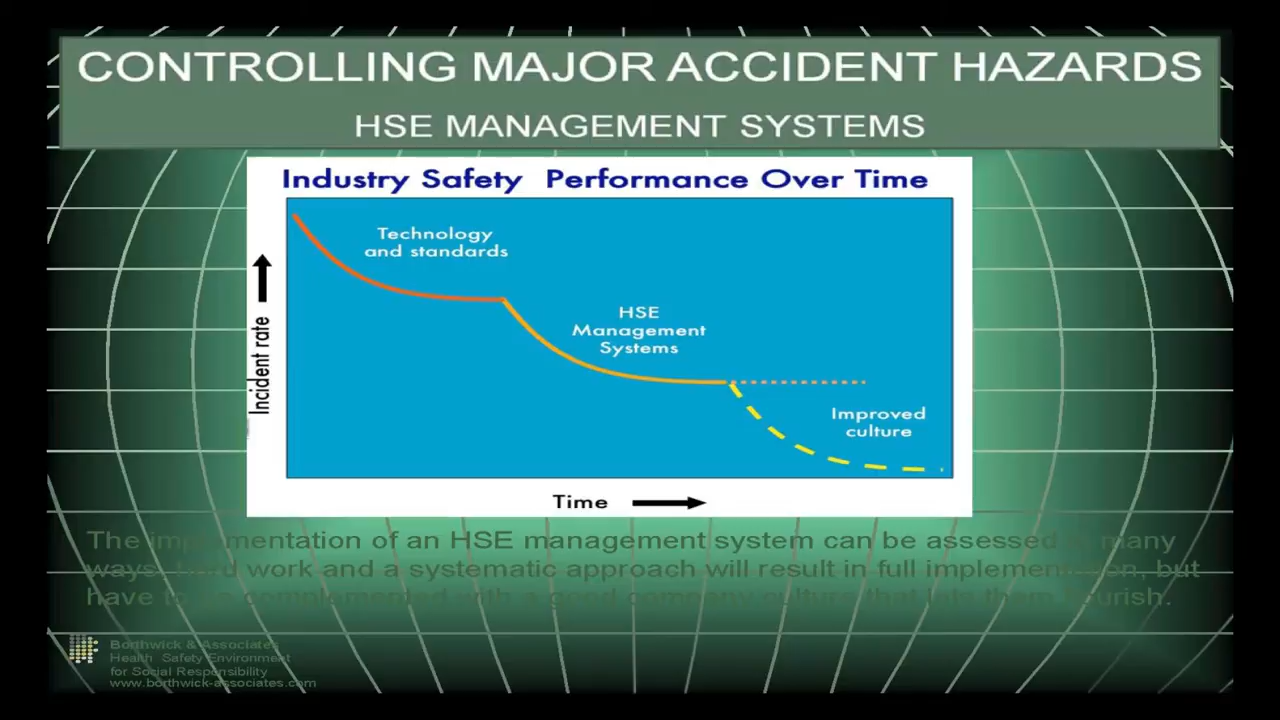 CONTROLLING MAJOR ACCIDENT HAZARDS
HSE MANAGEMENT SYSTEMS
Industry Safety Performance Over Time
Technology
and standards
HSE
Management
Systems
Improved
culture
Incident rate
Time
The implementation of an HSE management system can be assessed in many
ways. Hard work and a systematic approach will result in full implementation, but
have to be complemented with a good company culture that lets them flourish.
Borthwick & Associates
Health Safety Environment
for Social Responsibility
www.borthwick-associates.com